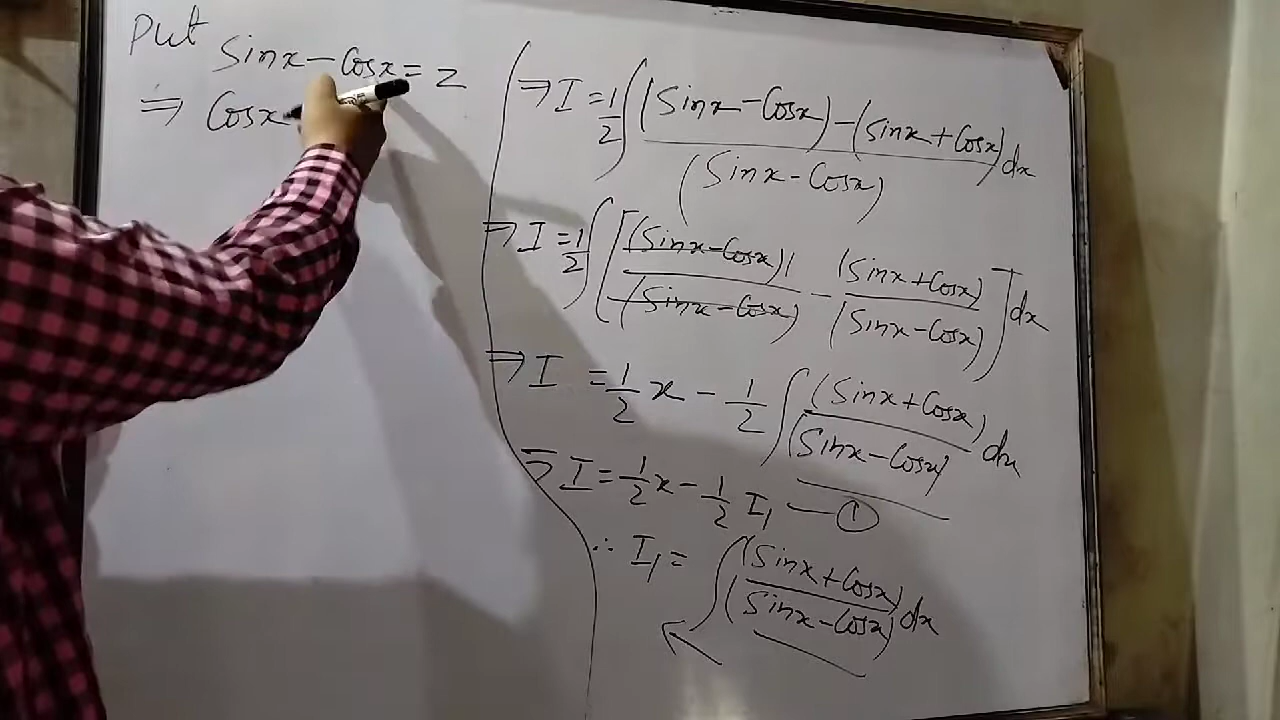 Put Sinx - Cosx = z
⇒ Cosx
⇒ I = 1/2 ∫ (Sinx - Cosx) - (Sinx + Cosx) / (Sinx - Cosx) dx
⇒ I = 1/2 ∫ [ (Sinx - Cosx) 1 / (Sinx - Cosx) - (Sinx + Cosx) / (Sinx - Cosx) ] dx
⇒ I = 1/2 x - 1/2 ∫ (Sinx + Cosx) / (Sinx - Cosx) dx
⇒ I = 1/2 x - 1/2 I₁ — ①
∴ I₁ = ∫ (Sinx + Cosx) / (Sinx - Cosx) dx